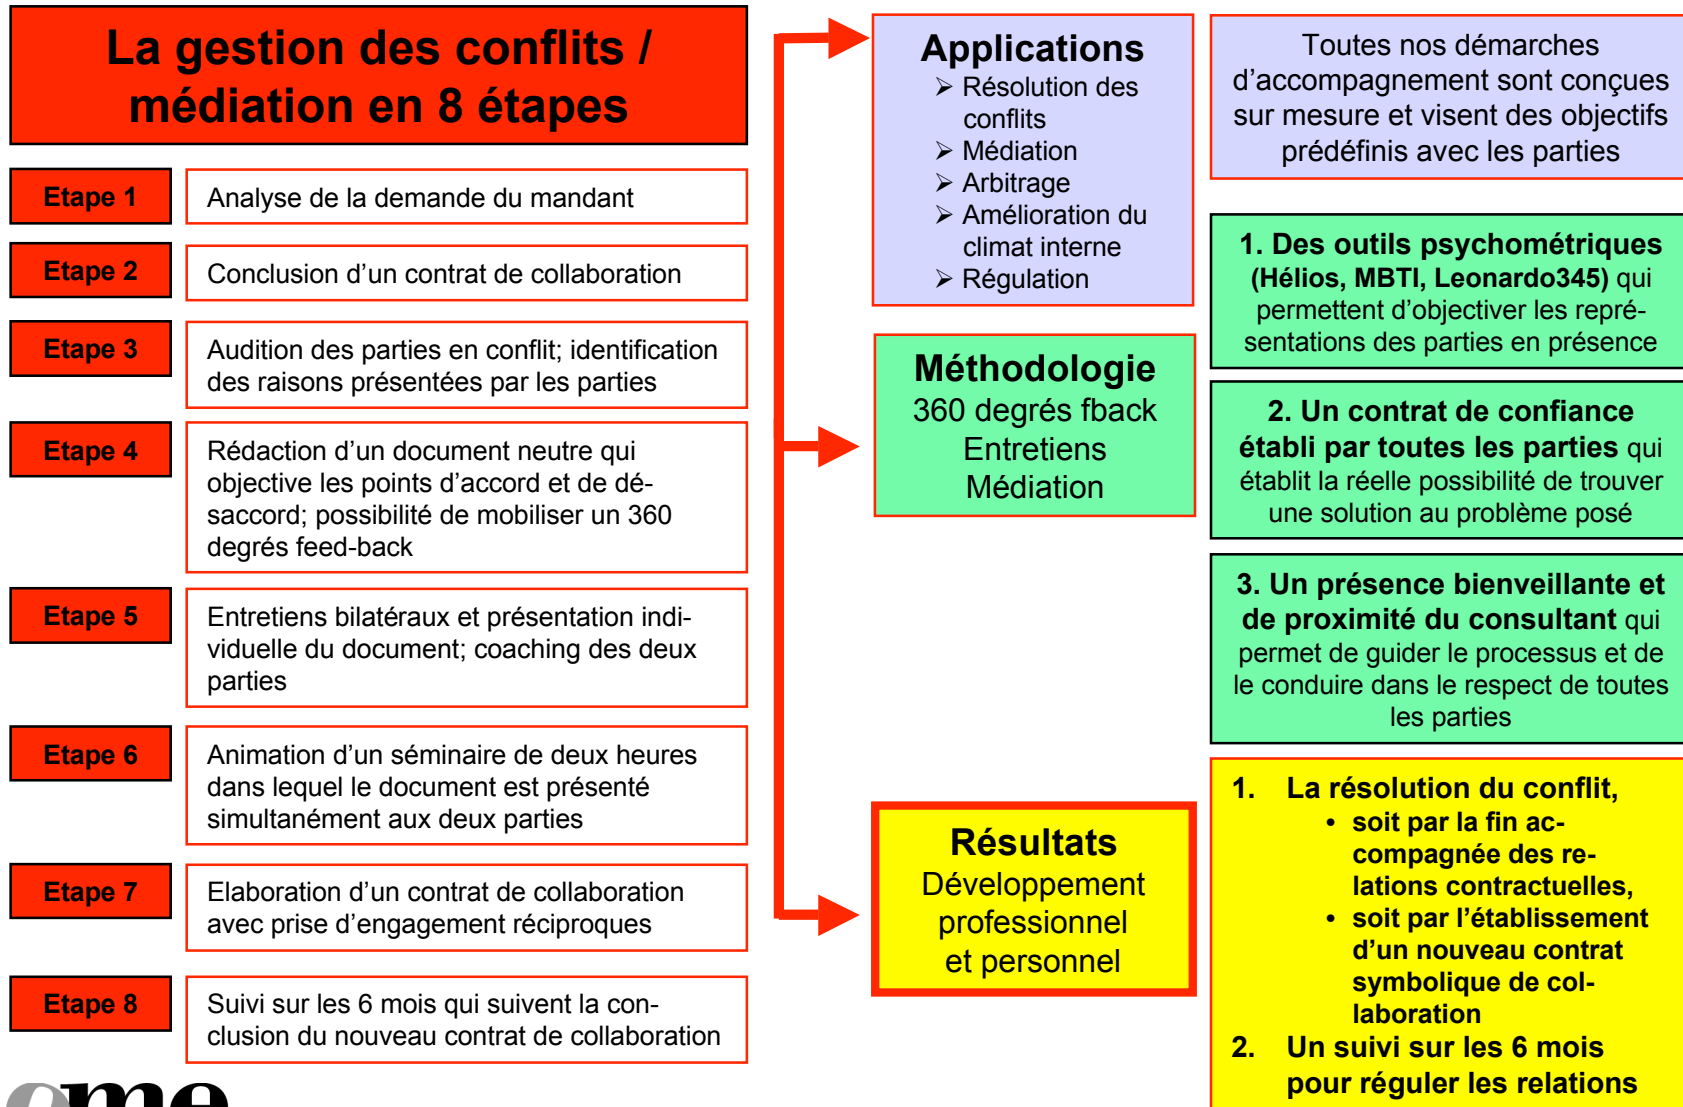 La gestion des conflits /
médiation en 8 étapes
Etape 1
Analyse de la demande du mandant
Etape 2
Conclusion d’un contrat de collaboration
Etape 3
Audition des parties en conflit; identification
des raisons présentées par les parties
Etape 4
Rédaction d’un document neutre qui
objective les points d’accord et de dé-
saccord; possibilité de mobiliser un 360
degrés feed-back
Etape 5
Entretiens bilatéraux et présentation indi-
viduelle du document; coaching des deux
parties
Etape 6
Animation d’un séminaire de deux heures
dans lequel le document est présenté
simultanément aux deux parties
Etape 7
Elaboration d’un contrat de collaboration
avec prise d’engagement réciproques
Etape 8
Suivi sur les 6 mois qui suivent la con-
clusion du nouveau contrat de collaboration
Applications
➢ Résolution des
conflits
➢ Médiation
➢ Arbitrage
➢ Amélioration du
climat interne
➢ Régulation
Toutes nos démarches
d’accompagnement sont conçues
sur mesure et visent des objectifs
prédéfinis avec les parties
Méthodologie
360 degrés fback
Entretiens
Médiation
1. Des outils psychométriques
(Hélios, MBTI, Leonardo345) qui
permettent d’objectiver les repré-
sentations des parties en présence
2. Un contrat de confiance
établi par toutes les parties qui
établit la réelle possibilité de trouver
une solution au problème posé
3. Un présence bienveillante et
de proximité du consultant qui
permet de guider le processus et de
le conduire dans le respect de toutes
les parties
Résultats
Développement
professionnel
et personnel
1. La résolution du conflit,
• soit par la fin ac-
compagnée des re-
lations contractuelles,
• soit par l’établissement
d’un nouveau contrat
symbolique de col-
laboration
2. Un suivi sur les 6 mois
pour réguler les relations